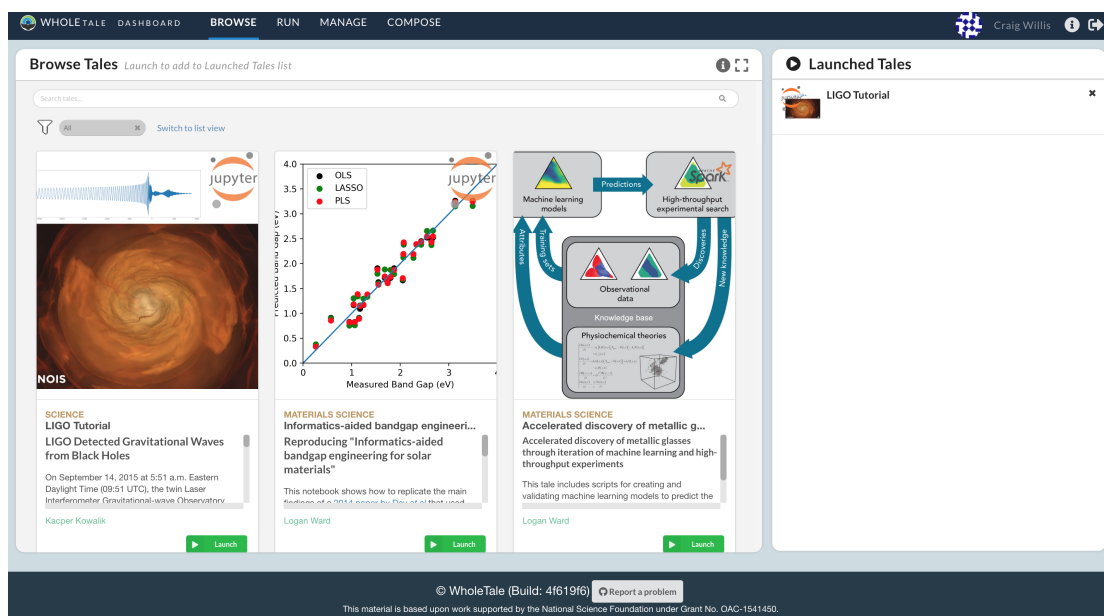 WHOLETALE DASHBOARD BROWSE RUN MANAGE COMPOSE Craig Willis
Browse Tales Launch to add to Launched Tales list
Search tales...
All
Switch to list view
jupyter
NOIS
SCIENCE
LIGO Tutorial
LIGO Detected Gravitational Waves
from Black Holes
On September 14, 2015 at 5:51 a.m. Eastern
Daylight Time (09:51 UTC), the twin Laser
Interferometer Gravitational-wave Observatory
Kacper Kowalik
Launch
jupyter
OLS
LASSO
PLS
4.0
3.5
3.0
2.5
2.0
1.5
1.0
0.5
0.0
Predicted Band Gap (eV)
0 1 2 3 4
Measured Band Gap (eV)
MATERIALS SCIENCE
Informatics-aided bandgap engineeri...
Reproducing "Informatics-aided
bandgap engineering for solar
materials"
This notebook shows how to replicate the main
findings of a 2014 paper by Dey et al that used
Logan Ward
Launch
Spark
Machine learning
models
Predictions
High-throughput
experimental search
Attributes
Training sets
Discoveries
New knowledge
Observational
data
Knowledge base
Physiochemical theories
MATERIALS SCIENCE
Accelerated discovery of metallic g...
Accelerated discovery of metallic glasses
through iteration of machine learning and high-
throughput experiments
This tale includes scripts for creating and
validating machine learning models to predict the
Logan Ward
Launch
Launched Tales
LIGO Tutorial
© WholeTale (Build: 4f619f6) Report a problem
This material is based upon work supported by the National Science Foundation under Grant No. OAC-1541450.